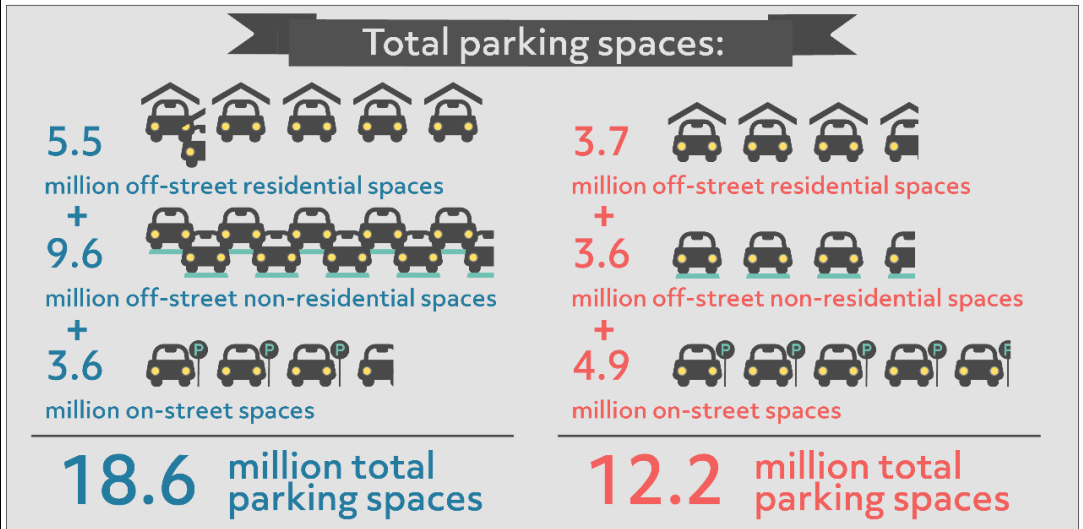 Total parking spaces:
5.5
million off-street residential spaces
+
9.6
million off-street non-residential spaces
+
3.6
P P P
million on-street spaces
18.6 million total
parking spaces
3.7
million off-street residential spaces
+
3.6
million off-street non-residential spaces
+
4.9
P P P P P
million on-street spaces
12.2 million total
parking spaces